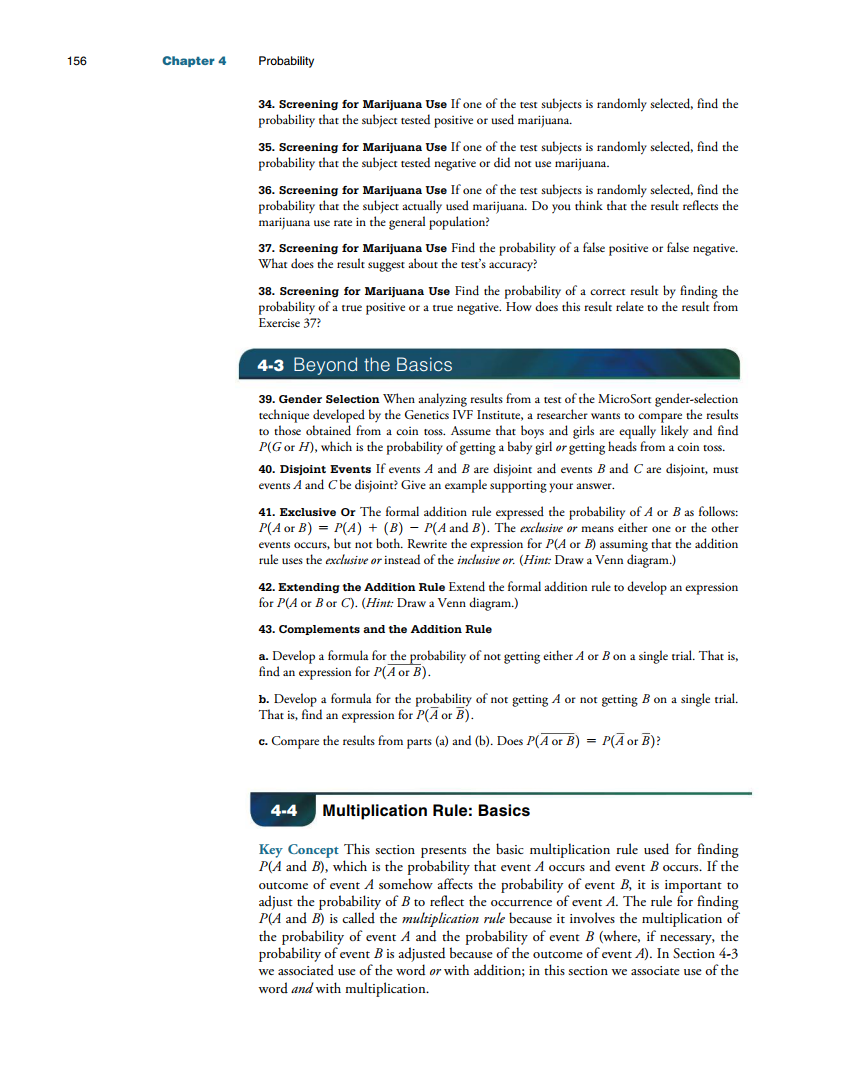 156 Chapter 4 Probability
34. Screening for Marijuana Use If one of the test subjects is randomly selected, find the
probability that the subject tested positive or used marijuana.
35. Screening for Marijuana Use If one of the test subjects is randomly selected, find the
probability that the subject tested negative or did not use marijuana.
36. Screening for Marijuana Use If one of the test subjects is randomly selected, find the
probability that the subject actually used marijuana. Do you think that the result reflects the
marijuana use rate in the general population?
37. Screening for Marijuana Use Find the probability of a false positive or false negative.
What does the result suggest about the test's accuracy?
38. Screening for Marijuana Use Find the probability of a correct result by finding the
probability of a true positive or a true negative. How does this result relate to the result from
Exercise 37?
4-3 Beyond the Basics
39. Gender Selection When analyzing results from a test of the MicroSort gender-selection
technique developed by the Genetics IVF Institute, a researcher wants to compare the results
to those obtained from a coin toss. Assume that boys and girls are equally likely and find
P(G or H), which is the probability of getting a baby girl or getting heads from a coin toss.
40. Disjoint Events If events A and B are disjoint and events B and C are disjoint, must
events A and C be disjoint? Give an example supporting your answer.
41. Exclusive Or The formal addition rule expressed the probability of A or B as follows:
P(A or B) = P(A) + (B) − P(A and B). The exclusive or means either one or the other
events occurs, but not both. Rewrite the expression for P(A or B) assuming that the addition
rule uses the exclusive or instead of the inclusive or. (Hint: Draw a Venn diagram.)
42. Extending the Addition Rule Extend the formal addition rule to develop an expression
for P(A or B or C). (Hint: Draw a Venn diagram.)
43. Complements and the Addition Rule
a. Develop a formula for the probability of not getting either A or B on a single trial. That is,
find an expression for P(A̅ ̅o̅r̅ ̅B̅).
b. Develop a formula for the probability of not getting A or not getting B on a single trial.
That is, find an expression for P(A̅ or B̅).
c. Compare the results from parts (a) and (b). Does P(A̅ ̅o̅r̅ ̅B̅) = P(A̅ or B̅)?
4-4 Multiplication Rule: Basics
Key Concept This section presents the basic multiplication rule used for finding
P(A and B), which is the probability that event A occurs and event B occurs. If the
outcome of event A somehow affects the probability of event B, it is important to
adjust the probability of B to reflect the occurrence of event A. The rule for finding
P(A and B) is called the multiplication rule because it involves the multiplication of
the probability of event A and the probability of event B (where, if necessary, the
probability of event B is adjusted because of the outcome of event A). In Section 4-3
we associated use of the word or with addition; in this section we associate use of the
word and with multiplication.